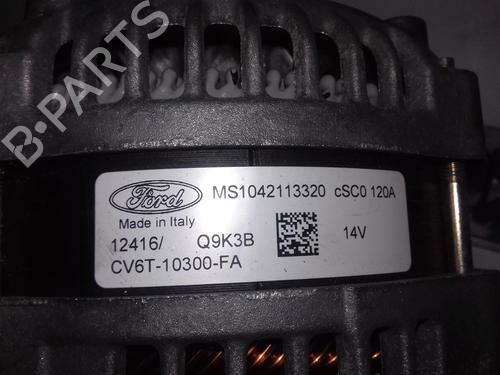 B-PARTS
Ford
MS1042113320 cSC0 120A
Made in Italy
12416/ Q9K3B
14V
CV6T-10300-FA